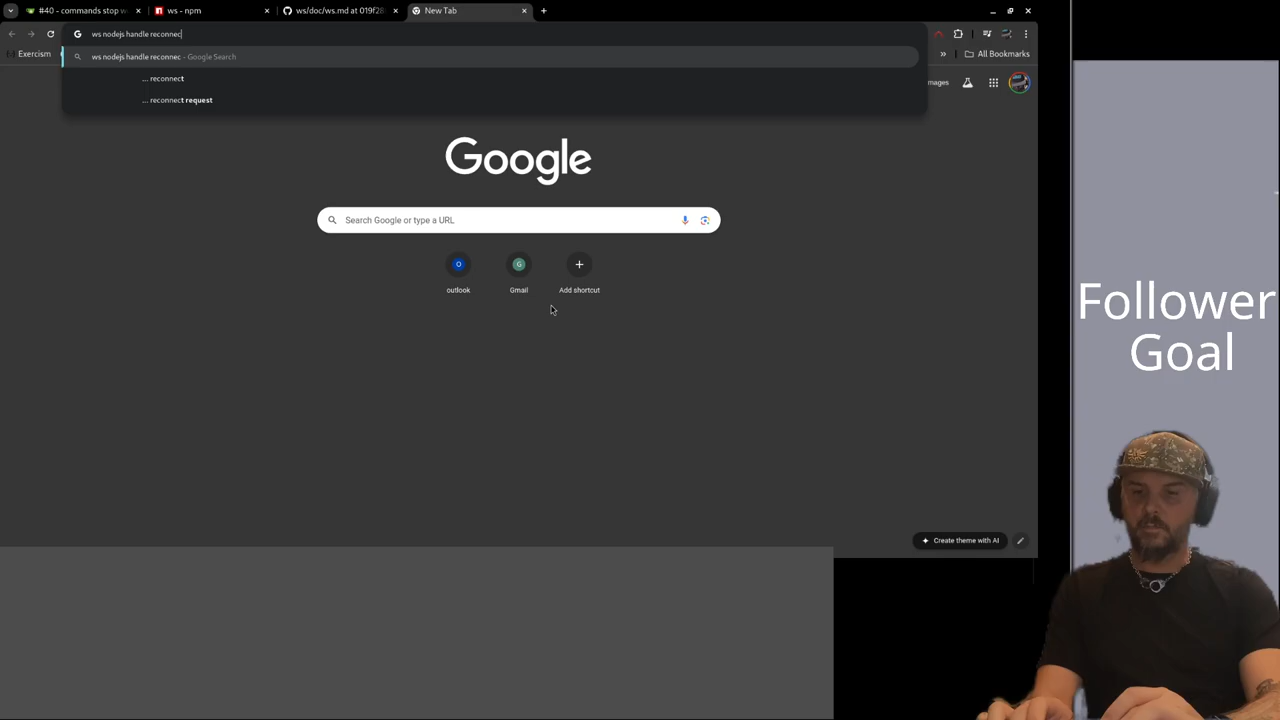 #40 - commands stop w
ws - npm
ws/doc/ws.md at 019f28
New Tab
ws nodejs handle reconnec
Exercism
ws nodejs handle reconnec - Google Search
... reconnect
... reconnect request
All Bookmarks
mages
Google
Search Google or type a URL
O
G
outlook
Gmail
Add shortcut
Create theme with AI
Follower
Goal